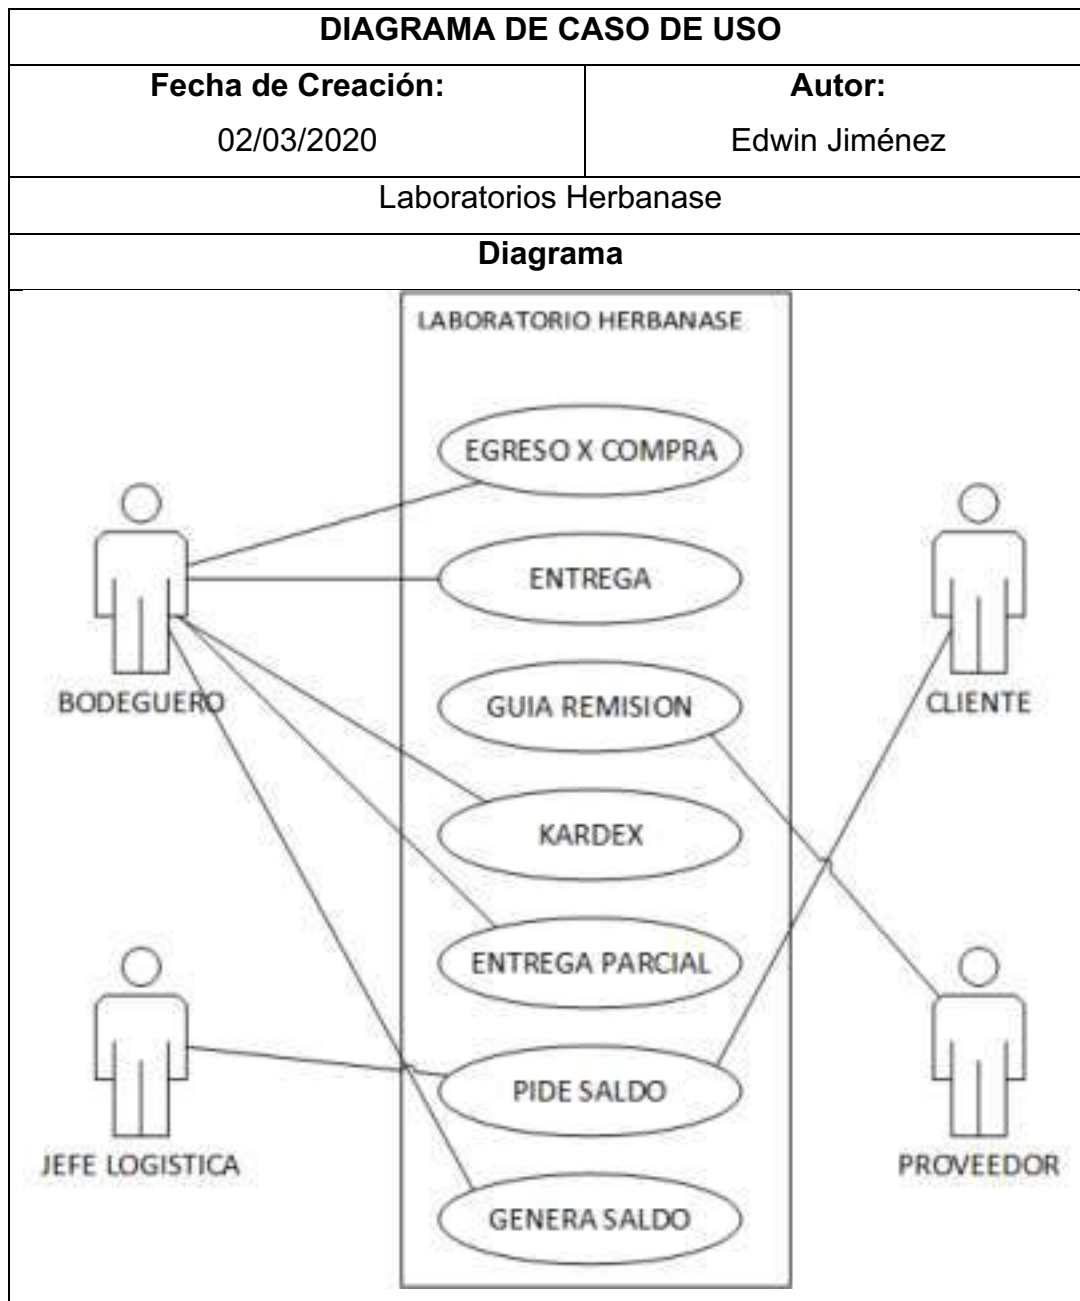 DIAGRAMA DE CASO DE USO
Fecha de Creación:
02/03/2020
Autor:
Edwin Jiménez
Laboratorios Herbanase
Diagrama
LABORATORIO HERBANASE
EGRESO X COMPRA
ENTREGA
BODEGUERO
GUIA REMISION
CLIENTE
KARDEX
ENTREGA PARCIAL
PIDE SALDO
JEFE LOGISTICA
PROVEEDOR
GENERA SALDO